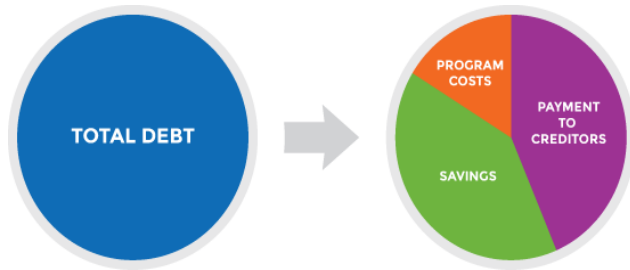 TOTAL DEBT
PROGRAM
COSTS
PAYMENT
TO
CREDITORS
SAVINGS